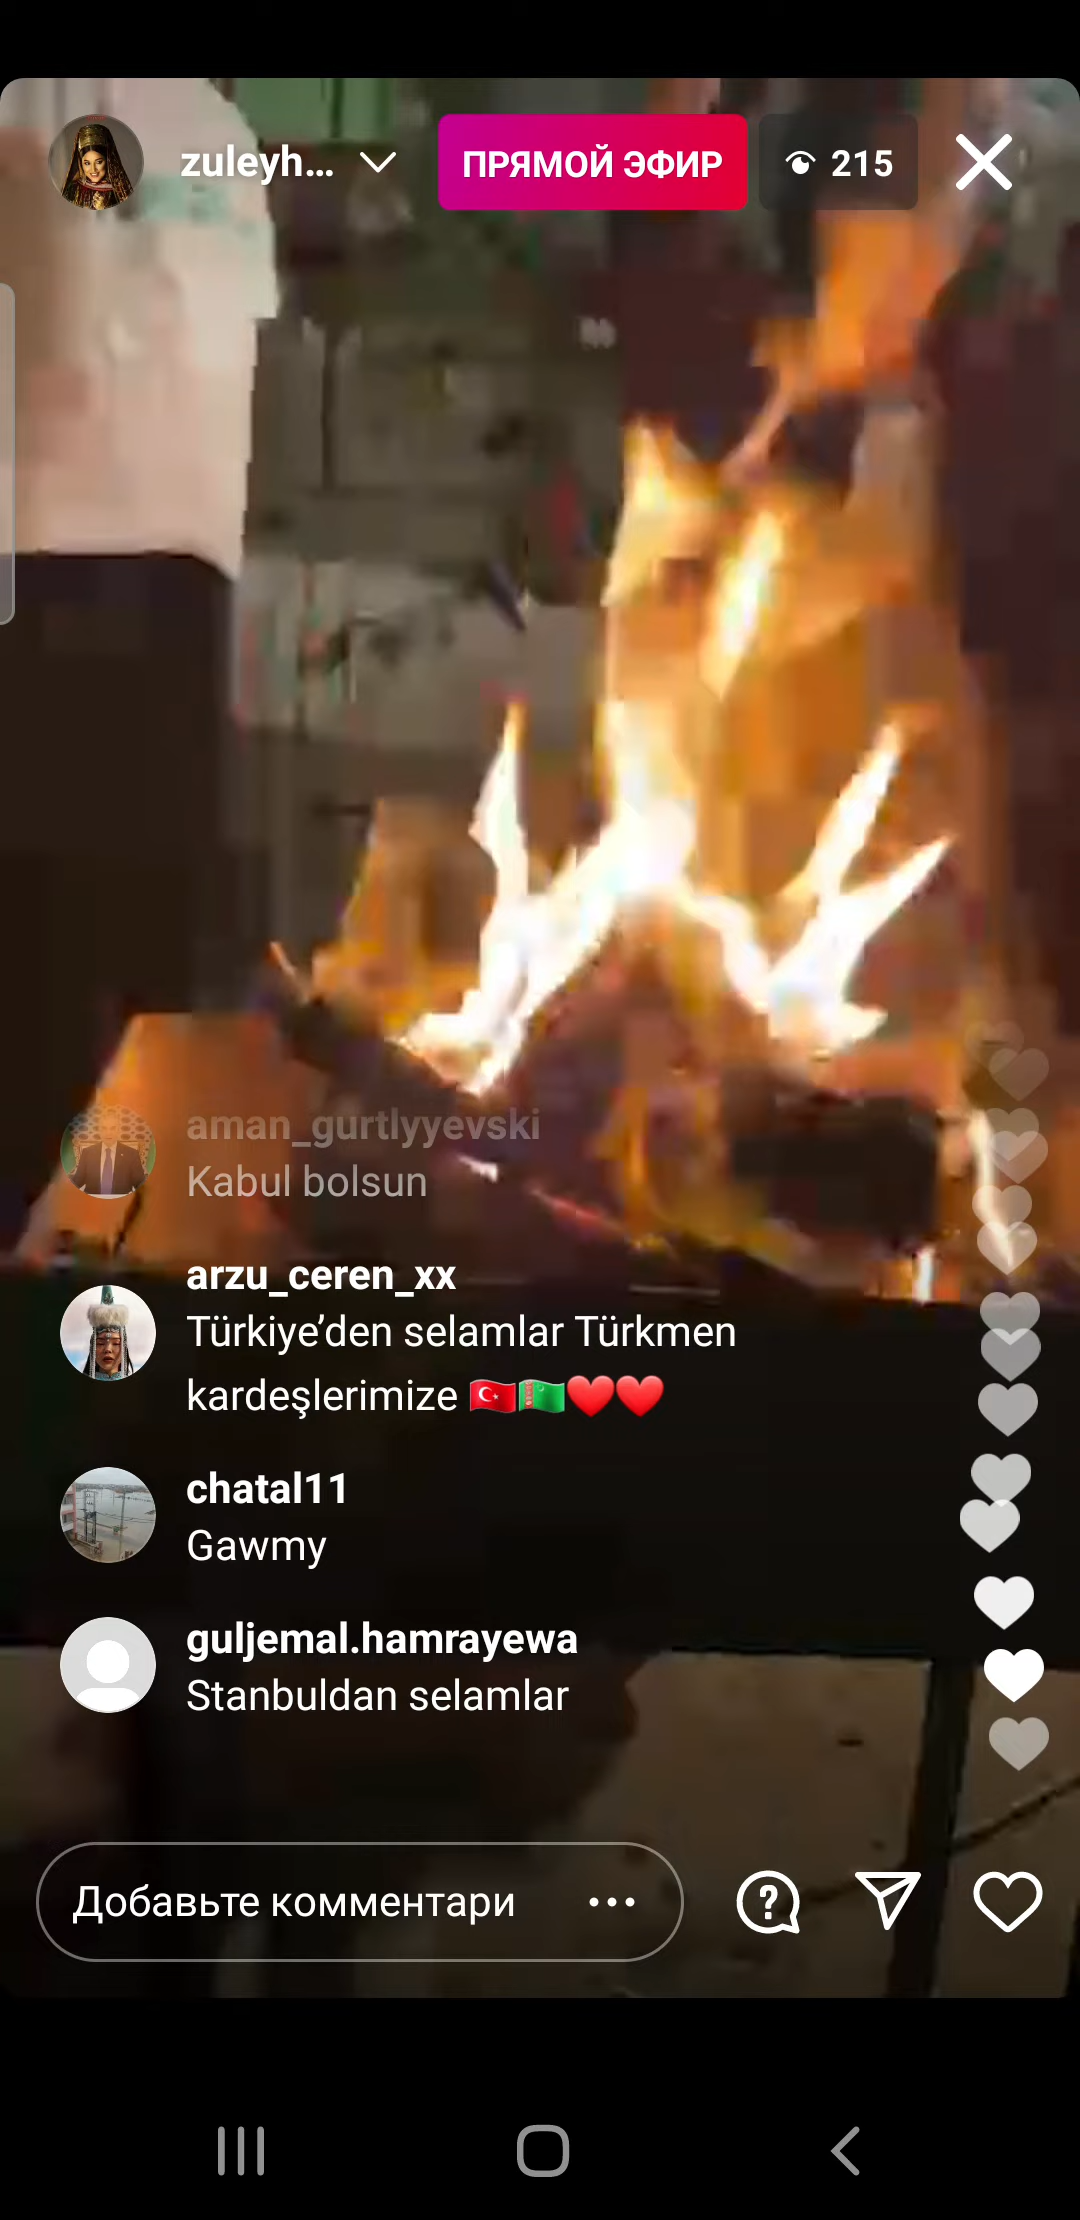 zuleyh...
ПРЯМОЙ ЭФИР
215
aman_gurtlyyevski
Kabul bolsun
arzu_ceren_xx
Türkiye’den selamlar Türkmen
kardeşlerimize 🇹🇷🇹🇲❤️❤️
chatal11
Gawmy
guljemal.hamrayewa
Stanbuldan selamlar
Добавьте комментари